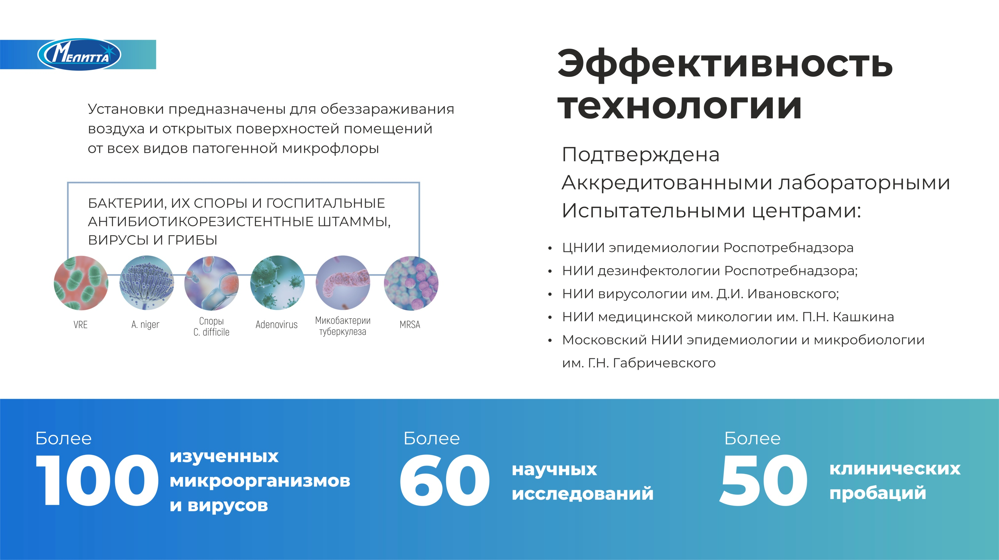 Мелитта
Установки предназначены для обеззараживания
воздуха и открытых поверхностей помещений
от всех видов патогенной микрофлоры
БАКТЕРИИ, ИХ СПОРЫ И ГОСПИТАЛЬНЫЕ
АНТИБИОТИКОРЕЗИСТЕНТНЫЕ ШТАММЫ,
ВИРУСЫ И ГРИБЫ
VRE
A. niger
Споры
C. difficile
Adenovirus
Микобактерии
туберкулеза
MRSA
Эффективность
технологии
Подтверждена
Аккредитованными лабораторными
Испытательными центрами:
• ЦНИИ эпидемиологии Роспотребнадзора
• НИИ дезинфектологии Роспотребнадзора;
• НИИ вирусологии им. Д.И. Ивановского;
• НИИ медицинской микологии им. П.Н. Кашкина
• Московский НИИ эпидемиологии и микробиологии
им. Г.Н. Габричевского
Более
100
изученных
микроорганизмов
и вирусов
Более
60
научных
исследований
Более
50
клинических
пробаций